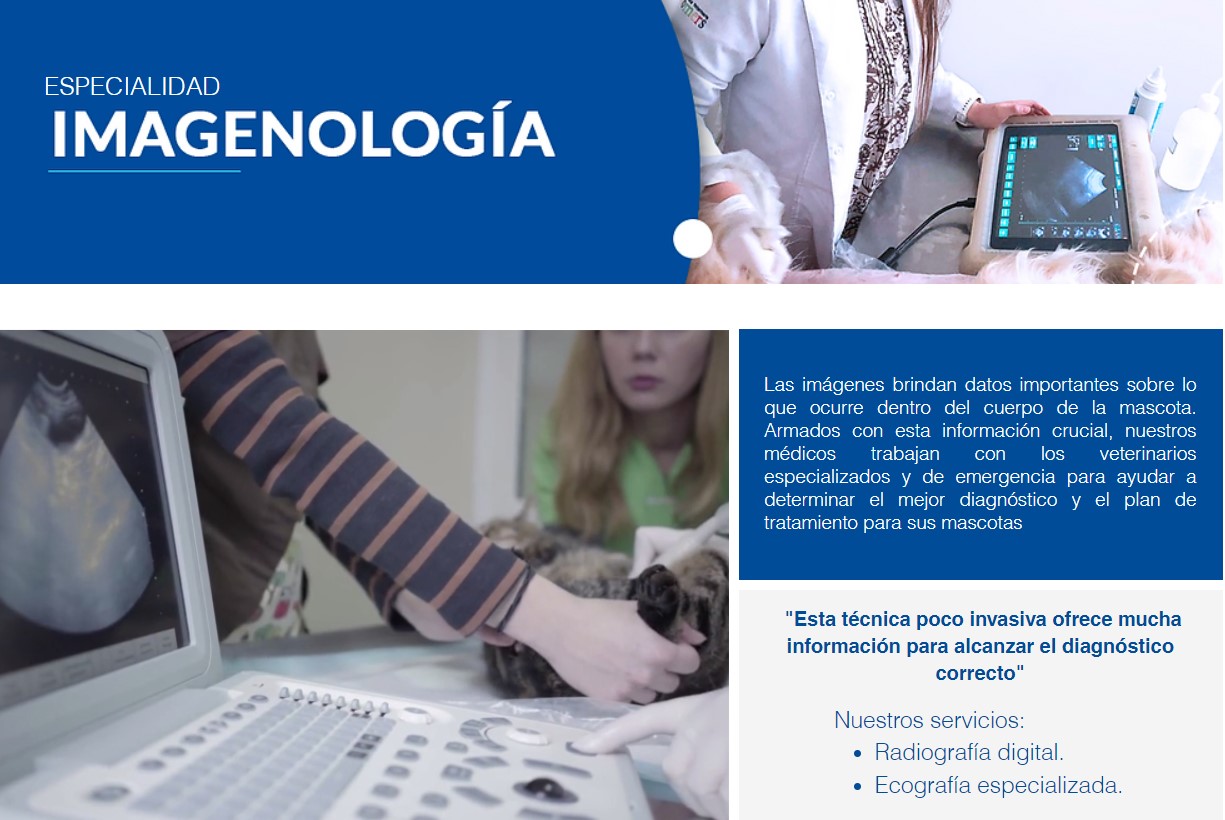 ESPECIALIDAD
IMAGENOLOGÍA
Las imágenes brindan datos importantes sobre lo
que ocurre dentro del cuerpo de la mascota.
Armados con esta información crucial, nuestros
médicos trabajan con los veterinarios
especializados y de emergencia para ayudar a
determinar el mejor diagnóstico y el plan de
tratamiento para sus mascotas
"Esta técnica poco invasiva ofrece mucha
información para alcanzar el diagnóstico
correcto"
Nuestros servicios:
• Radiografía digital.
• Ecografía especializada.